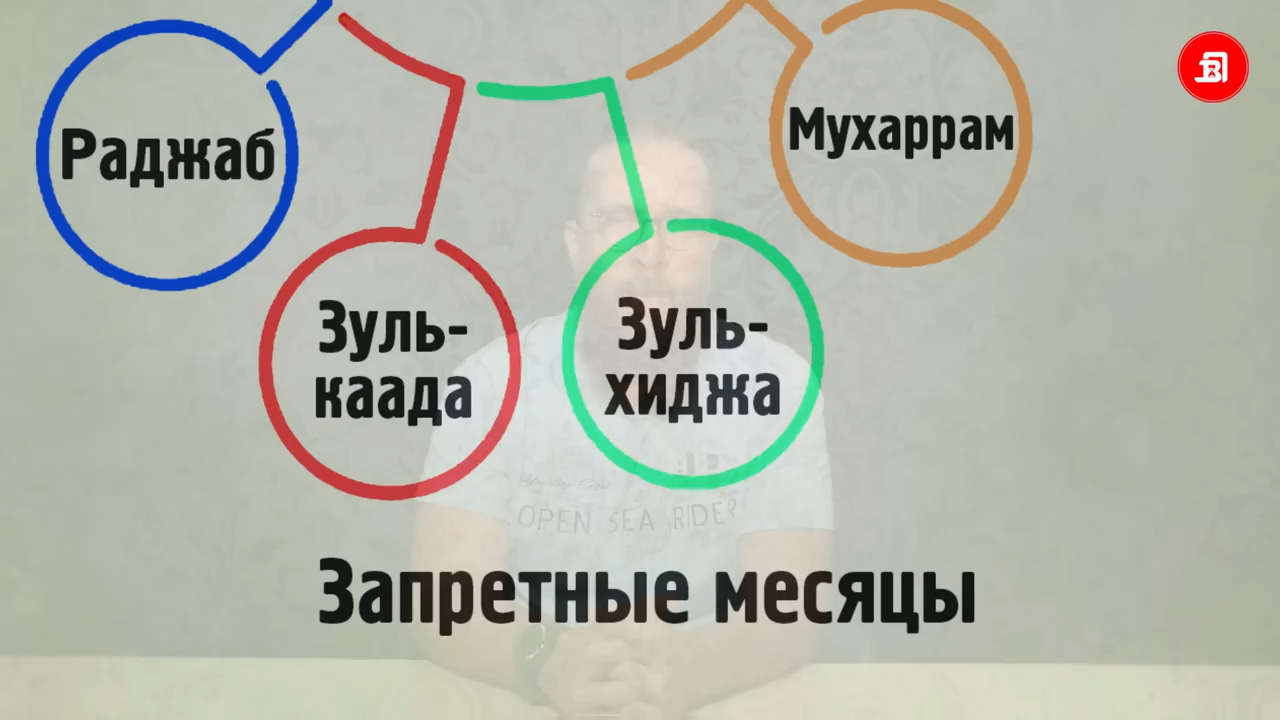 Раджаб
Мухаррам
Зуль-
каада
Зуль-
хиджа
OPEN SEA RIDER
Запретные месяцы